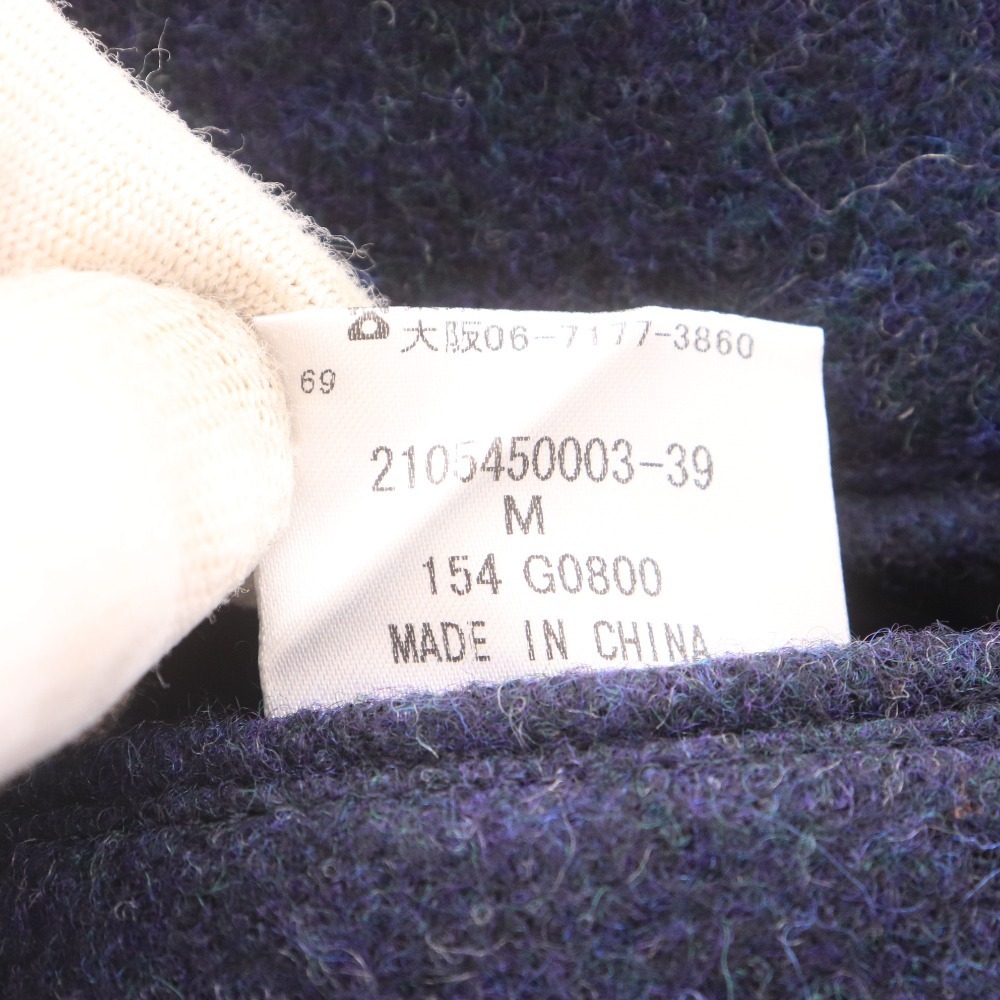 大阪06-7177-3860
69
2105450003-39
M
154 G0800
MADE IN CHINA